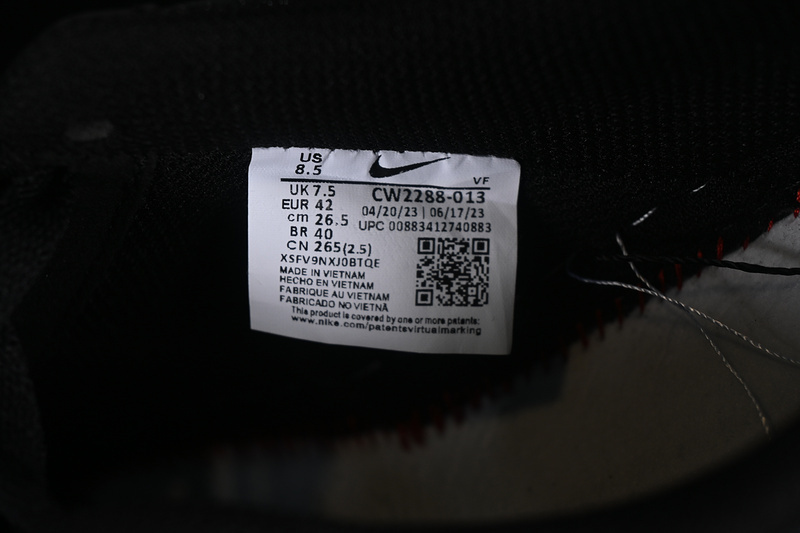 US
8.5
VF
UK 7.5
CW2288-013
EUR 42
04/20/23 | 06/17/23
cm 26.5
UPC 00883412740883
BR 40
CN 265(2.5)
XSFV9NXJ0BTQE
MADE IN VIETNAM
HECHO EN VIETNAM
FABRIQUE AU VIETNAM
FABRICADO NO VIETNÃ
This product is covered by one or more patents:
www.nike.com/patentsvirtualmarking